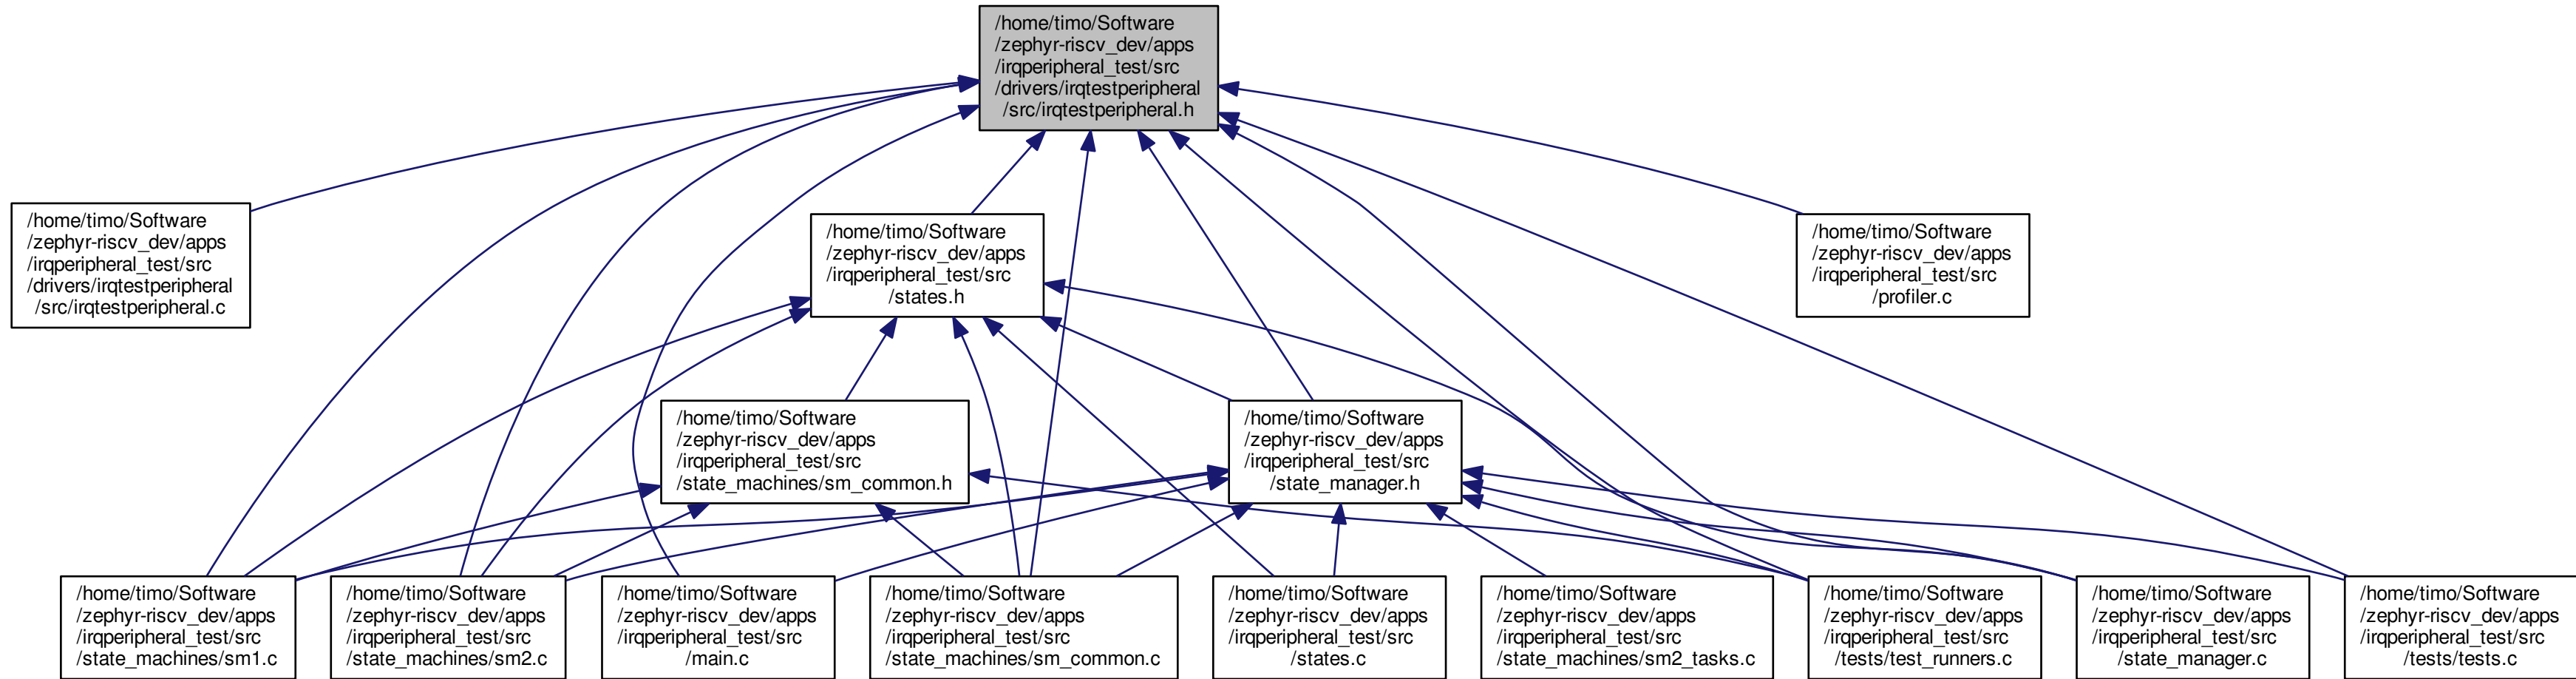 /home/timo/Software
/zephyr-riscv_dev/apps
/irqperipheral_test/src
/drivers/irqtestperipheral
/src/irqtestperipheral.h
/home/timo/Software
/zephyr-riscv_dev/apps
/irqperipheral_test/src
/drivers/irqtestperipheral
/src/irqtestperipheral.c
/home/timo/Software
/zephyr-riscv_dev/apps
/irqperipheral_test/src
/states.h
/home/timo/Software
/zephyr-riscv_dev/apps
/irqperipheral_test/src
/profiler.c
/home/timo/Software
/zephyr-riscv_dev/apps
/irqperipheral_test/src
/state_machines/sm_common.h
/home/timo/Software
/zephyr-riscv_dev/apps
/irqperipheral_test/src
/state_manager.h
/home/timo/Software
/zephyr-riscv_dev/apps
/irqperipheral_test/src
/state_machines/sm1.c
/home/timo/Software
/zephyr-riscv_dev/apps
/irqperipheral_test/src
/state_machines/sm2.c
/home/timo/Software
/zephyr-riscv_dev/apps
/irqperipheral_test/src
/main.c
/home/timo/Software
/zephyr-riscv_dev/apps
/irqperipheral_test/src
/state_machines/sm_common.c
/home/timo/Software
/zephyr-riscv_dev/apps
/irqperipheral_test/src
/states.c
/home/timo/Software
/zephyr-riscv_dev/apps
/irqperipheral_test/src
/state_machines/sm2_tasks.c
/home/timo/Software
/zephyr-riscv_dev/apps
/irqperipheral_test/src
/tests/test_runners.c
/home/timo/Software
/zephyr-riscv_dev/apps
/irqperipheral_test/src
/state_manager.c
/home/timo/Software
/zephyr-riscv_dev/apps
/irqperipheral_test/src
/tests/tests.c